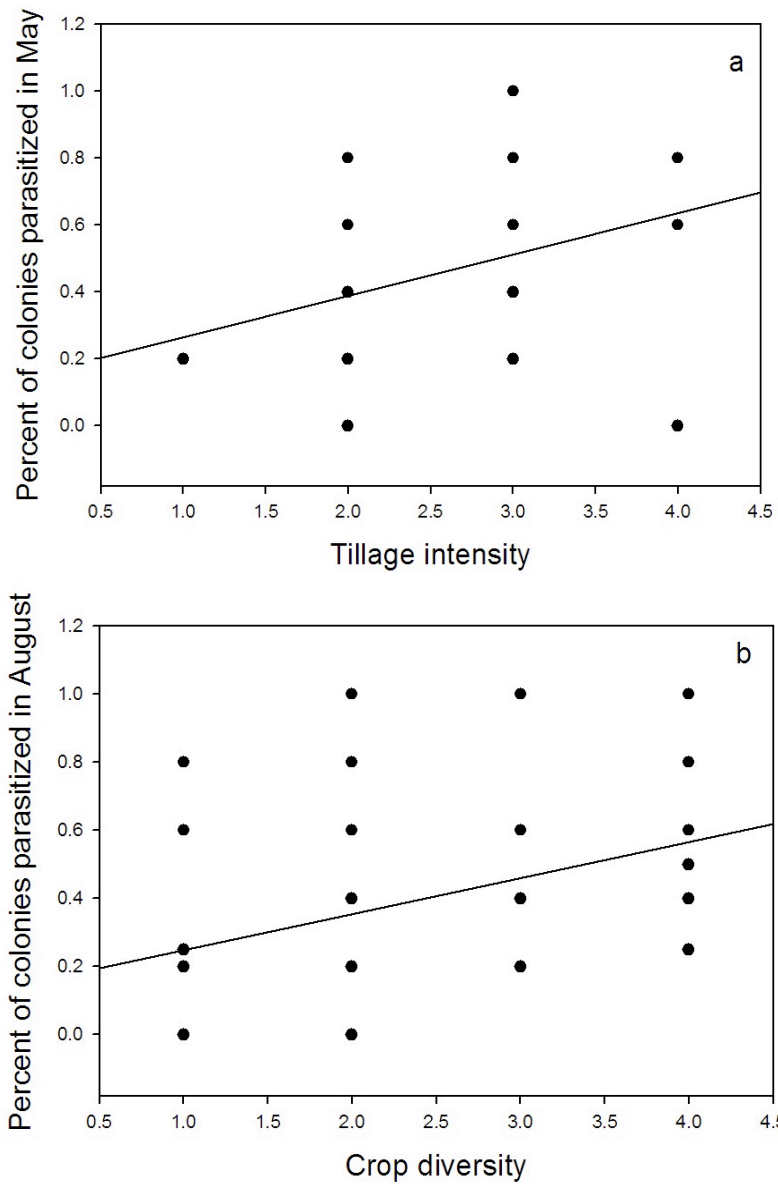 Percent of colonies parasitized in May
a
1.2
1.0
0.8
0.6
0.4
0.2
0.0
0.5 1.0 1.5 2.0 2.5 3.0 3.5 4.0 4.5
Tillage intensity
Percent of colonies parasitized in August
b
1.2
1.0
0.8
0.6
0.4
0.2
0.0
0.5 1.0 1.5 2.0 2.5 3.0 3.5 4.0 4.5
Crop diversity